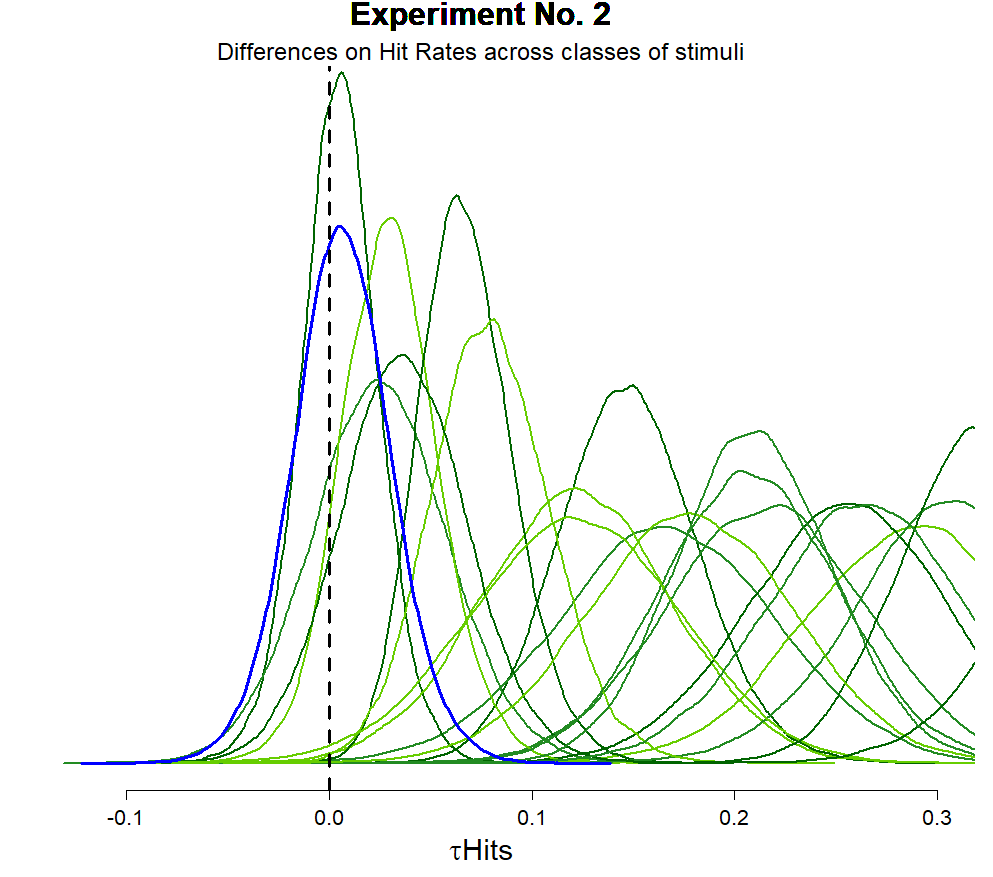 Experiment No. 2
Differences on Hit Rates across classes of stimuli
-0.1 0.0 0.1 0.2 0.3
τHits